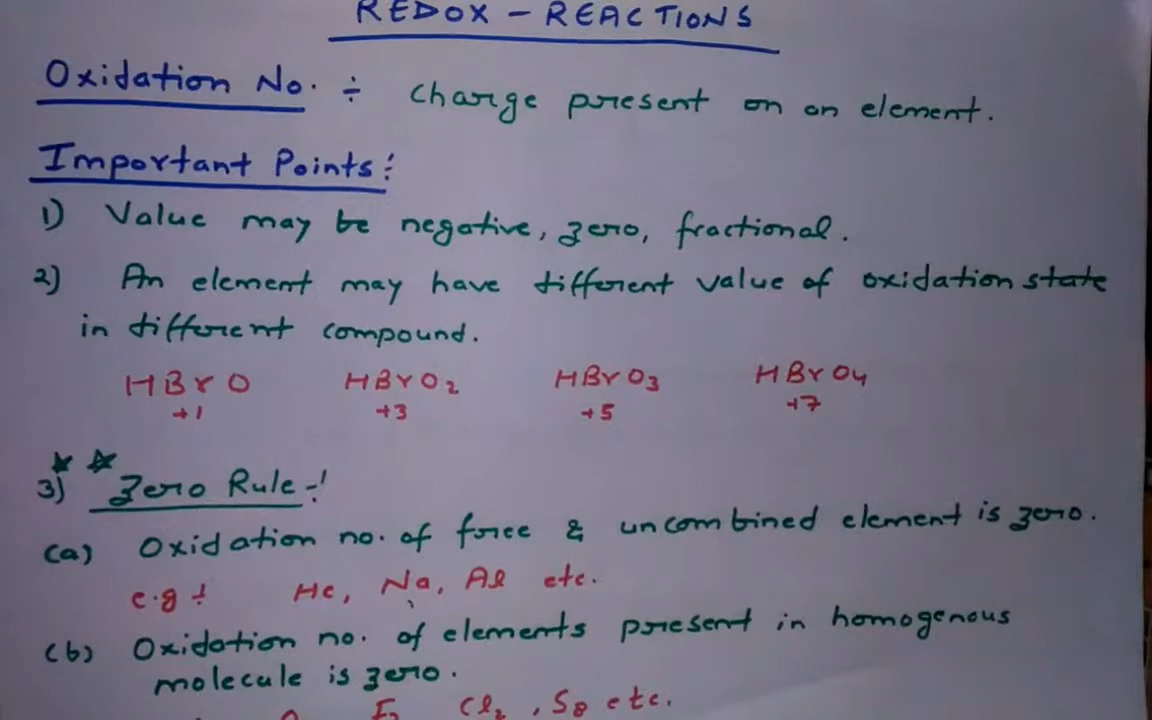 REDOX - REACTIONS
Oxidation No. ÷ charge present on an element.
Important Points :
1) Value may be negative, zero, fractional.
2) An element may have different value of oxidation state
in different compound.
HBrO HBrO₂ HBrO₃ HBrO₄
+1 +3 +5 +7
3) Zero Rule :-
(a) Oxidation no. of free & uncombined element is zero.
e.g : He, Na, Al etc.
(b) Oxidation no. of elements present in homogenous
molecule is zero.
Cl₂, S₈ etc.